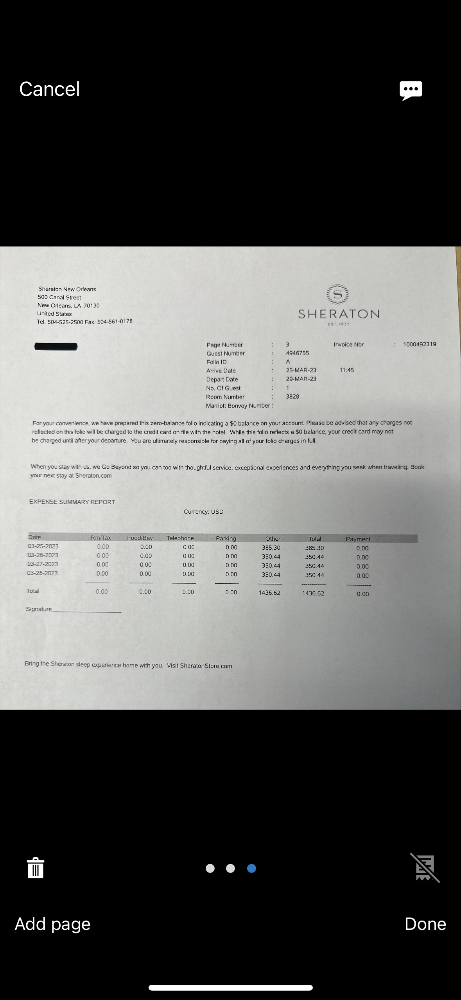 Cancel
Sheraton New Orleans
500 Canal Street
New Orleans, LA 70130
United States
Tel: 504-525-2500 Fax: 504-561-0178
S
SHERATON
EST. 1937
Page Number : 3 Invoice Nbr : 1000492319
Guest Number : 4946755
Folio ID : A
Arrive Date : 25-MAR-23 11:45
Depart Date : 29-MAR-23
No. Of Guest : 1
Room Number : 3828
Marriott Bonvoy Number :
For your convenience, we have prepared this zero-balance folio indicating a $0 balance on your account. Please be advised that any charges not
reflected on this folio will be charged to the credit card on file with the hotel. While this folio reflects a $0 balance, your credit card may not
be charged until after your departure. You are ultimately responsible for paying all of your folio charges in full.
When you stay with us, we Go Beyond so you can too with thoughtful service, exceptional experiences and everything you seek when traveling. Book
your next stay at Sheraton.com
EXPENSE SUMMARY REPORT
Currency: USD
Date Rm/Tax Food/Bev Telephone Parking Other Total Payment
03-25-2023 0.00 0.00 0.00 0.00 385.30 385.30 0.00
03-26-2023 0.00 0.00 0.00 0.00 350.44 350.44 0.00
03-27-2023 0.00 0.00 0.00 0.00 350.44 350.44 0.00
03-28-2023 0.00 0.00 0.00 0.00 350.44 350.44 0.00
Total 0.00 0.00 0.00 0.00 1436.62 1436.62 0.00
Signature
Bring the Sheraton sleep experience home with you. Visit SheratonStore.com.
Add page
Done